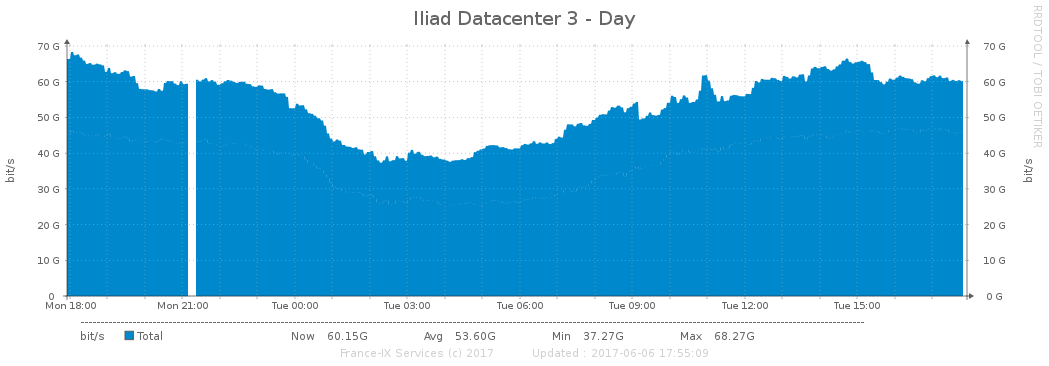 Iliad Datacenter 3 - Day
RRDTOOL / TOBI OETIKER
70 G 70 G
60 G 60 G
50 G 50 G
40 G 40 G
30 G 30 G
20 G 20 G
10 G 10 G
0 0 G
bit/s bit/s
Mon 18:00 Mon 21:00 Tue 00:00 Tue 03:00 Tue 06:00 Tue 09:00 Tue 12:00 Tue 15:00
bit/s Total Now 60.15G Avg 53.60G Min 37.27G Max 68.27G
France-IX Services (c) 2017 Updated : 2017-06-06 17:55:09